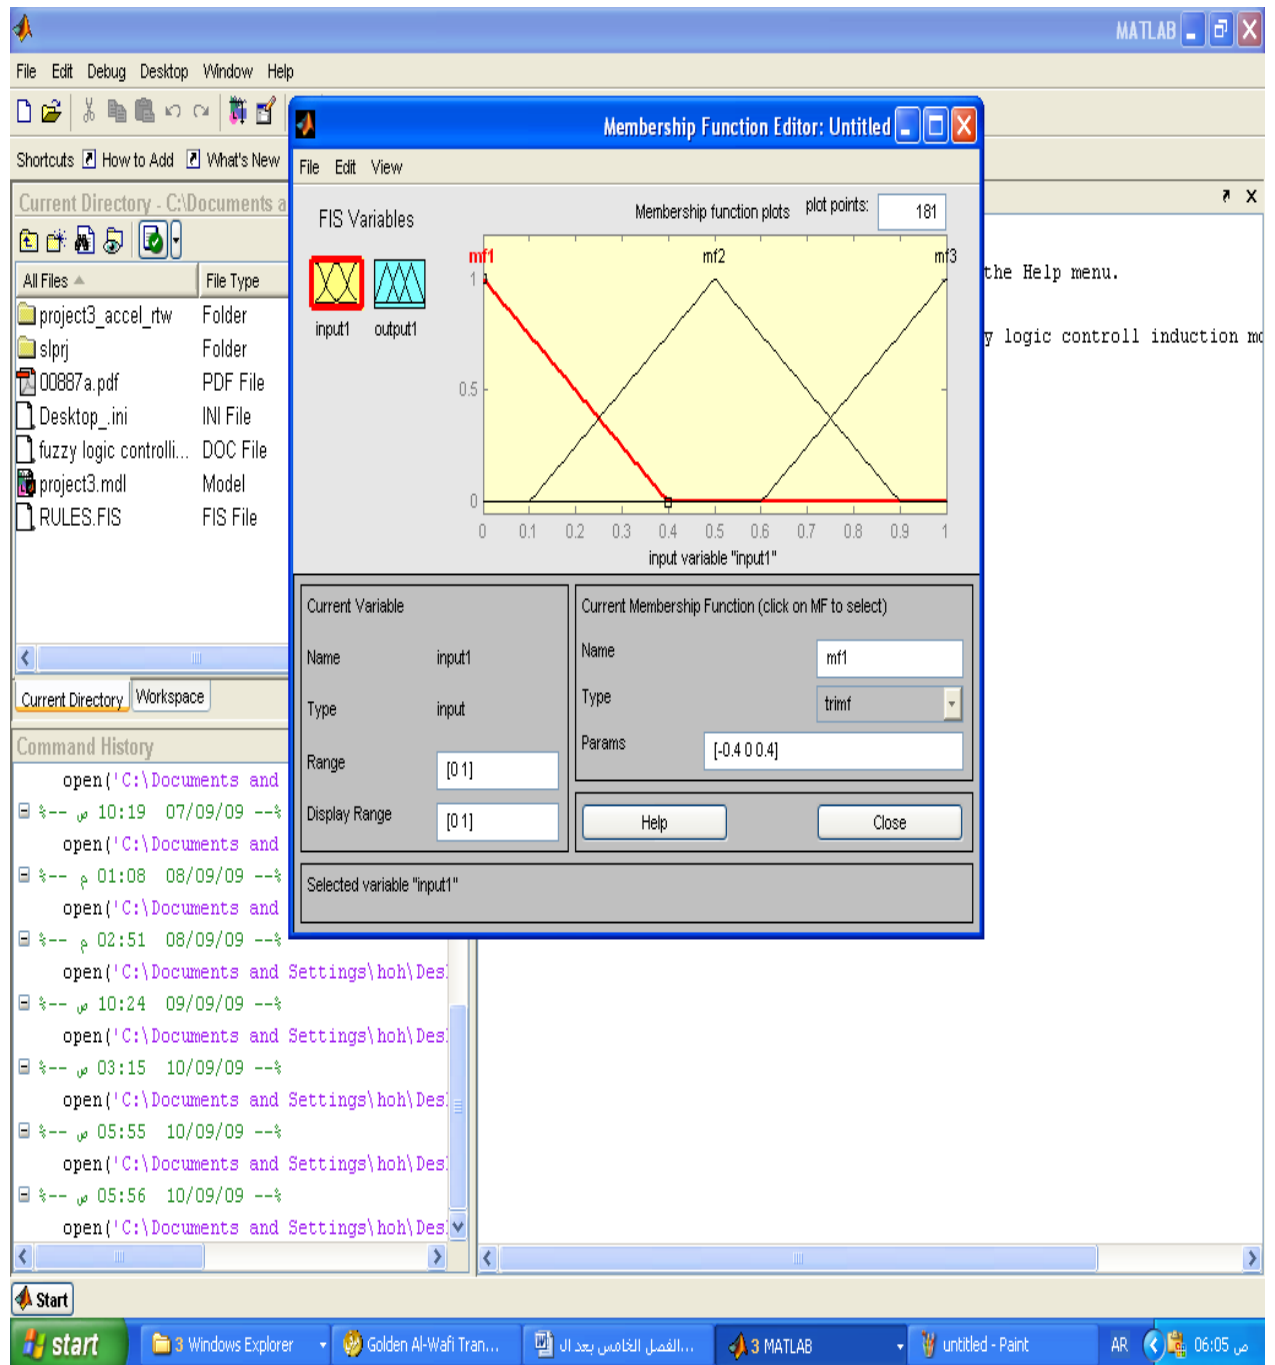 MATLAB
File Edit Debug Desktop Window Help
Shortcuts How to Add What's New
Current Directory - C:\Documents a
All Files File Type
project3_accel_rtw Folder
slprj Folder
00887a.pdf PDF File
Desktop_.ini INI File
fuzzy logic controlli... DOC File
project3.mdl Model
RULES.FIS FIS File
Current Directory Workspace
Command History
open('C:\Documents and
%-- ص 10:19 07/09/09 --%
open('C:\Documents and
%-- م 01:08 08/09/09 --%
open('C:\Documents and
%-- م 02:51 08/09/09 --%
open('C:\Documents and Settings\hoh\Des
%-- ص 10:24 09/09/09 --%
open('C:\Documents and Settings\hoh\Des
%-- ص 03:15 10/09/09 --%
open('C:\Documents and Settings\hoh\Des
%-- ص 05:55 10/09/09 --%
open('C:\Documents and Settings\hoh\Des
%-- ص 05:56 10/09/09 --%
open('C:\Documents and Settings\hoh\Des
Membership Function Editor: Untitled
File Edit View
FIS Variables
input1 output1
Membership function plots plot points: 181
mf1 mf2 mf3
1
0.5
0
0 0.1 0.2 0.3 0.4 0.5 0.6 0.7 0.8 0.9 1
input variable "input1"
Current Variable
Name input1
Type input
Range [0 1]
Display Range [0 1]
Current Membership Function (click on MF to select)
Name mf1
Type trimf
Params [-0.4 0 0.4]
Help Close
Selected variable "input1"
the Help menu.
y logic controll induction mo
Start
start 3 Windows Explorer Golden Al-Wafi Tran... الفصل الخامس بعد ال... 3 MATLAB untitled - Paint AR 06:05 ص